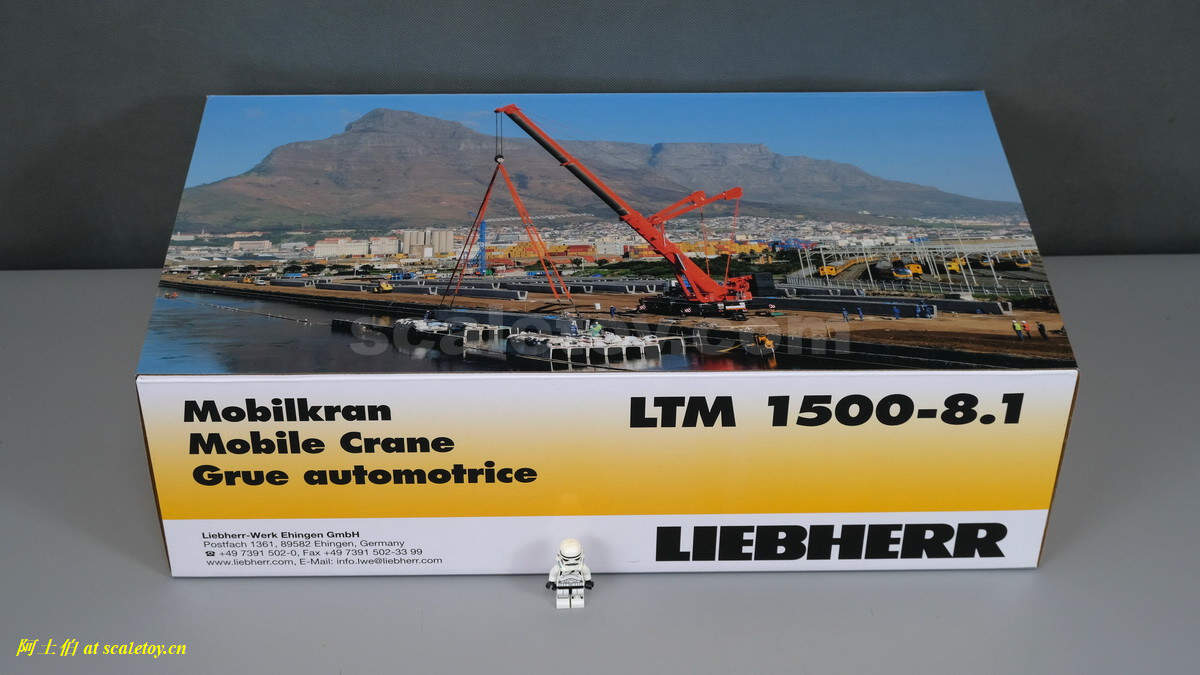 scaletoy.com
Mobilkran
Mobile Crane
Grue automotrice
LTM 1500-8.1
Liebherr-Werk Ehingen GmbH
Postfach 1361, 89582 Ehingen, Germany
☎ +49 7391 502-0, Fax +49 7391 502-33 99
www.liebherr.com, E-Mail: info.lwe@liebherr.com
LIEBHERR
阿土伯 at scaletoy.cn